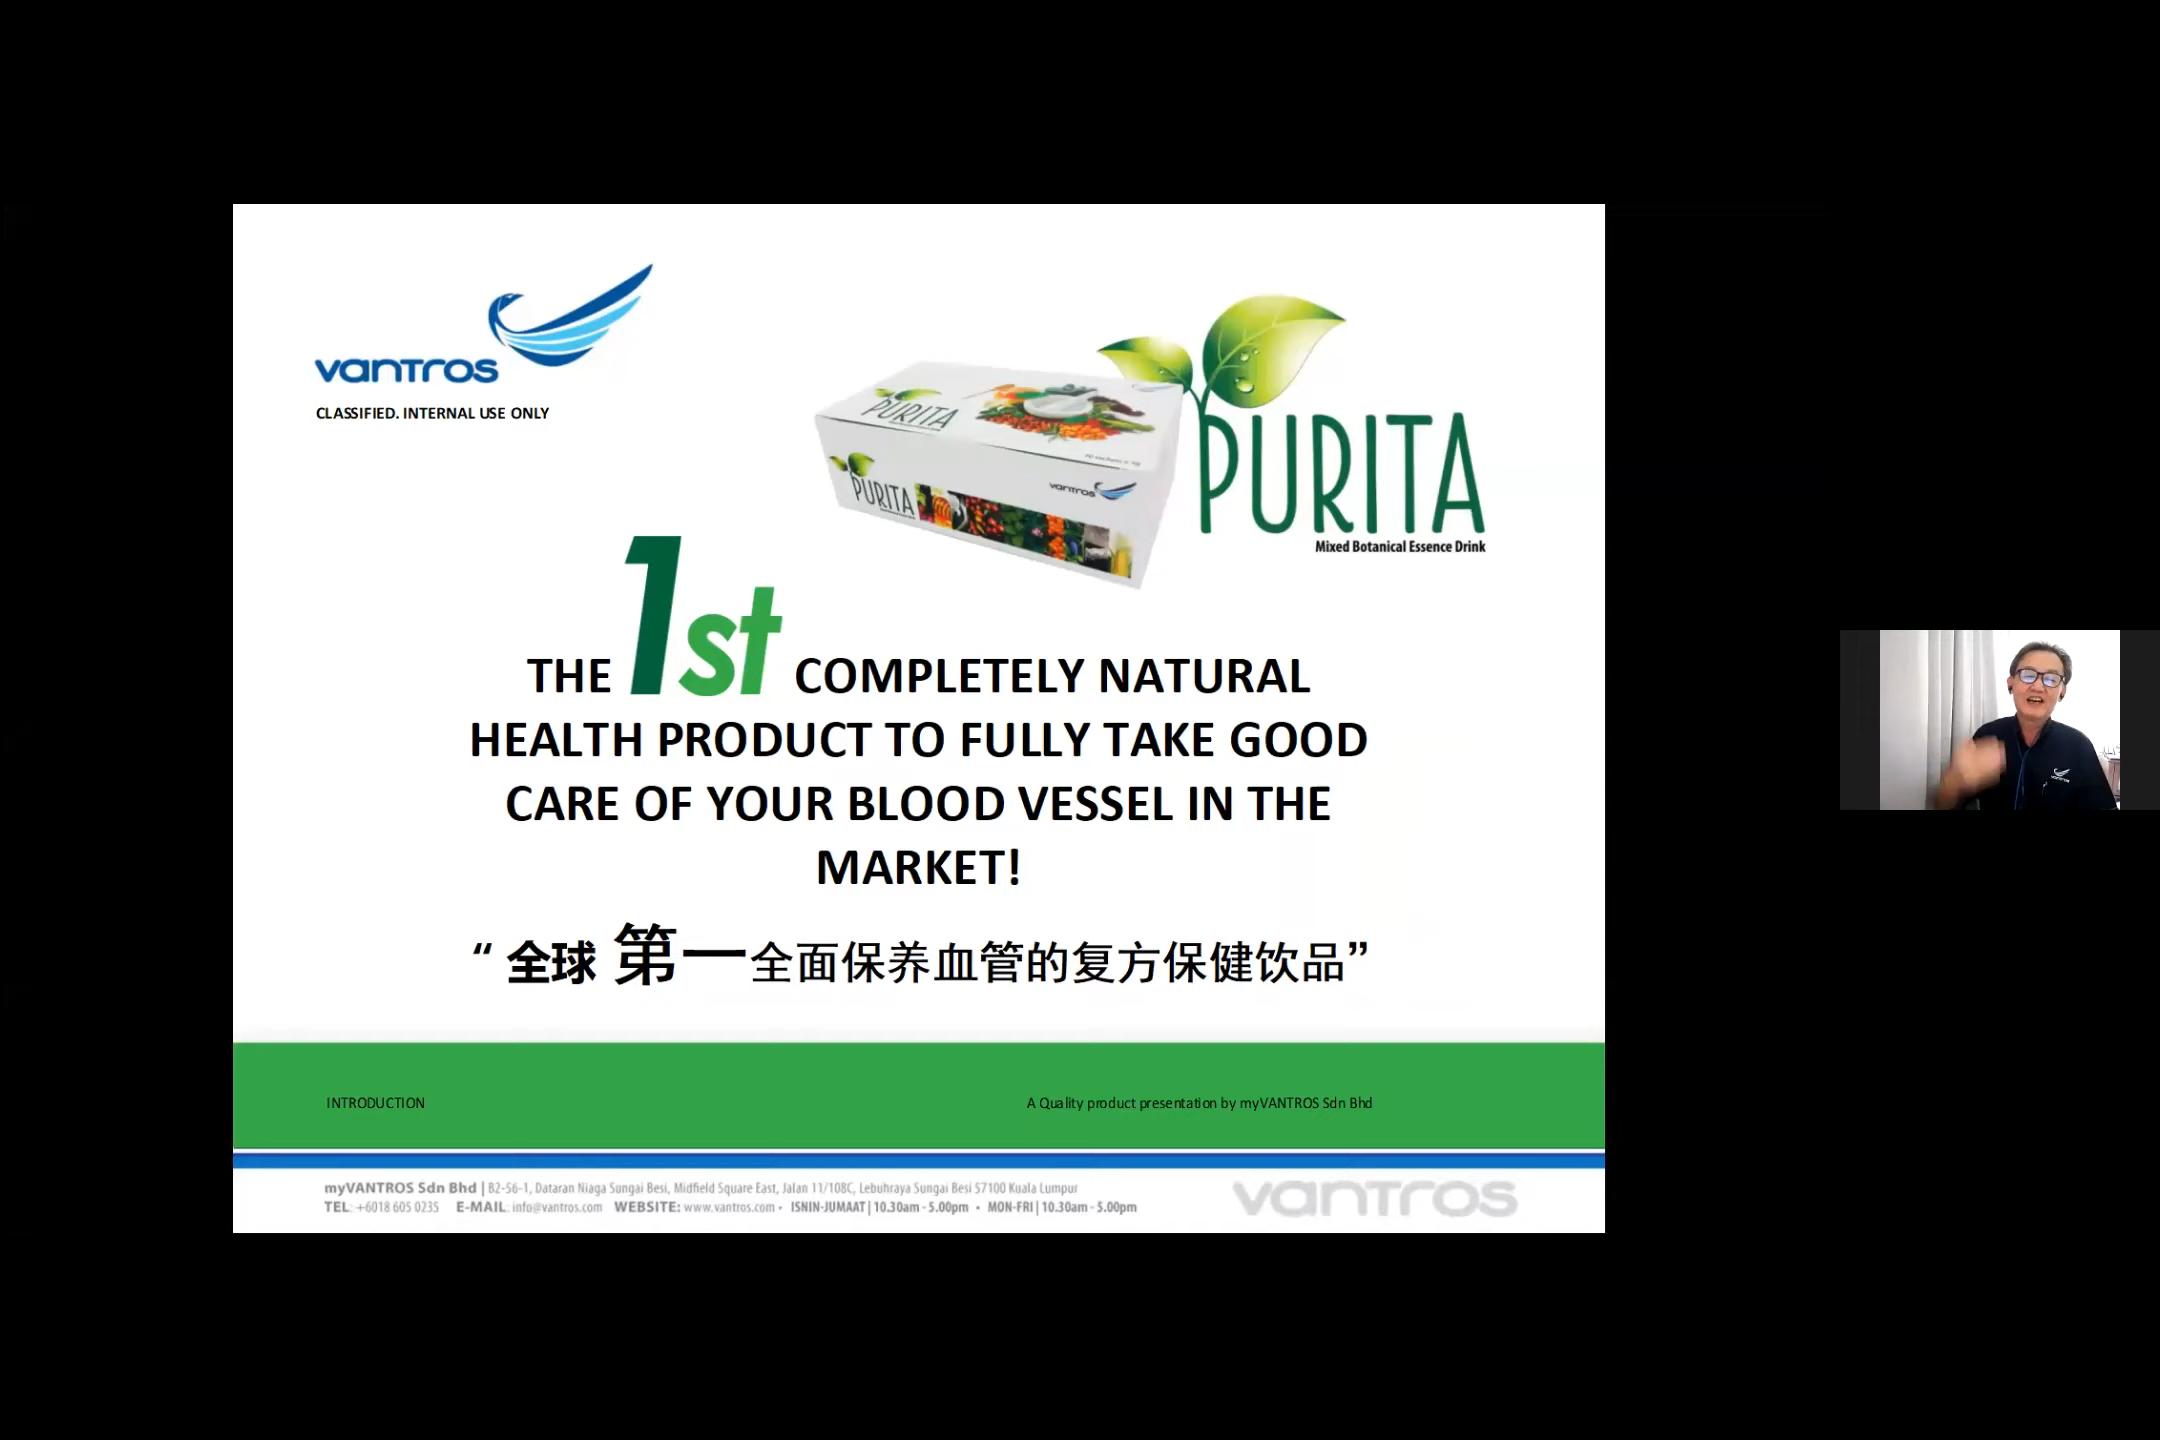 vantros
CLASSIFIED. INTERNAL USE ONLY
PURITA
PURITA
vantros
PURITA
Mixed Botanical Essence Drink
THE 1st COMPLETELY NATURAL
HEALTH PRODUCT TO FULLY TAKE GOOD
CARE OF YOUR BLOOD VESSEL IN THE
MARKET!
“ 全球 第一全面保养血管的复方保健饮品”
INTRODUCTION
A Quality product presentation by myVANTROS Sdn Bhd
myVANTROS Sdn Bhd | B2-56-1, Dataran Niaga Sungai Besi, Midfield Square East, Jalan 11/108C, Lebuhraya Sungai Besi 57100 Kuala Lumpur
TEL: +6018 605 0235 E-MAIL: info@vantros.com WEBSITE: www.vantros.com • ISNIN-JUMAAT | 10.30am - 5.00pm • MON-FRI | 10.30am - 5.00pm
vantros